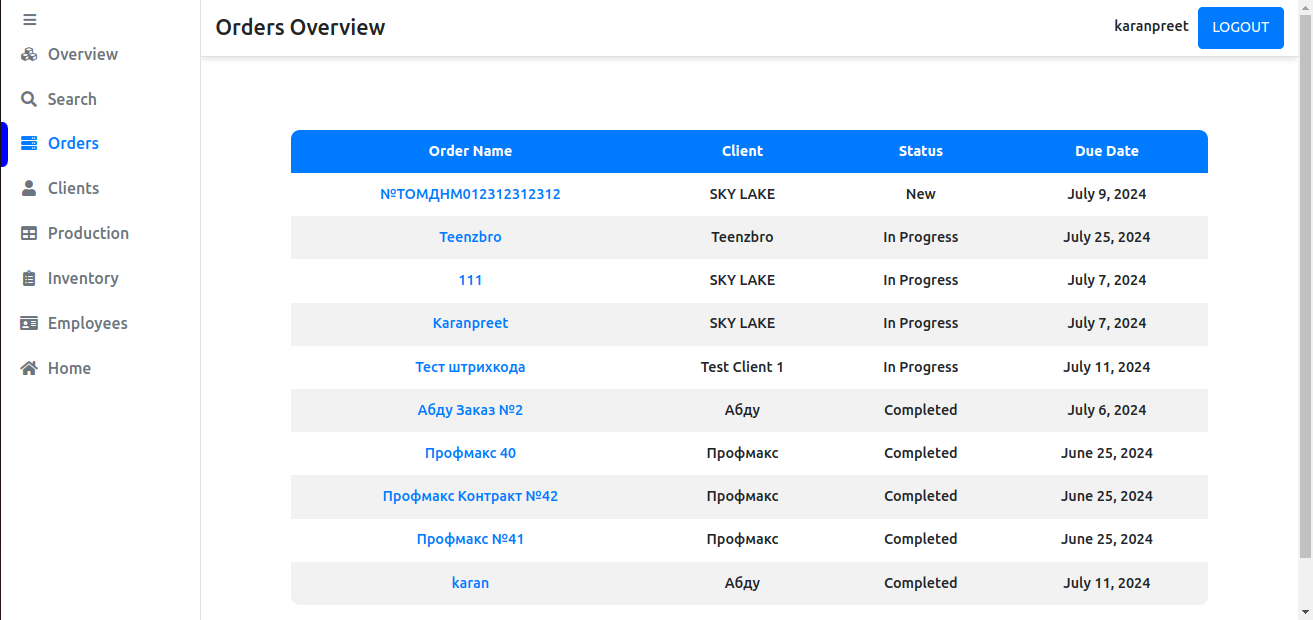 Orders Overview
karanpreet
LOGOUT
Overview
Search
Orders
Clients
Production
Inventory
Employees
Home
Order Name Client Status Due Date
№ТОМДНМ012312312312 SKY LAKE New July 9, 2024
Teenzbro Teenzbro In Progress July 25, 2024
111 SKY LAKE In Progress July 7, 2024
Karanpreet SKY LAKE In Progress July 7, 2024
Тест штрихкода Test Client 1 In Progress July 11, 2024
Абду Заказ №2 Абду Completed July 6, 2024
Профмакс 40 Профмакс Completed June 25, 2024
Профмакс Контракт №42 Профмакс Completed June 25, 2024
Профмакс №41 Профмакс Completed June 25, 2024
karan Абду Completed July 11, 2024